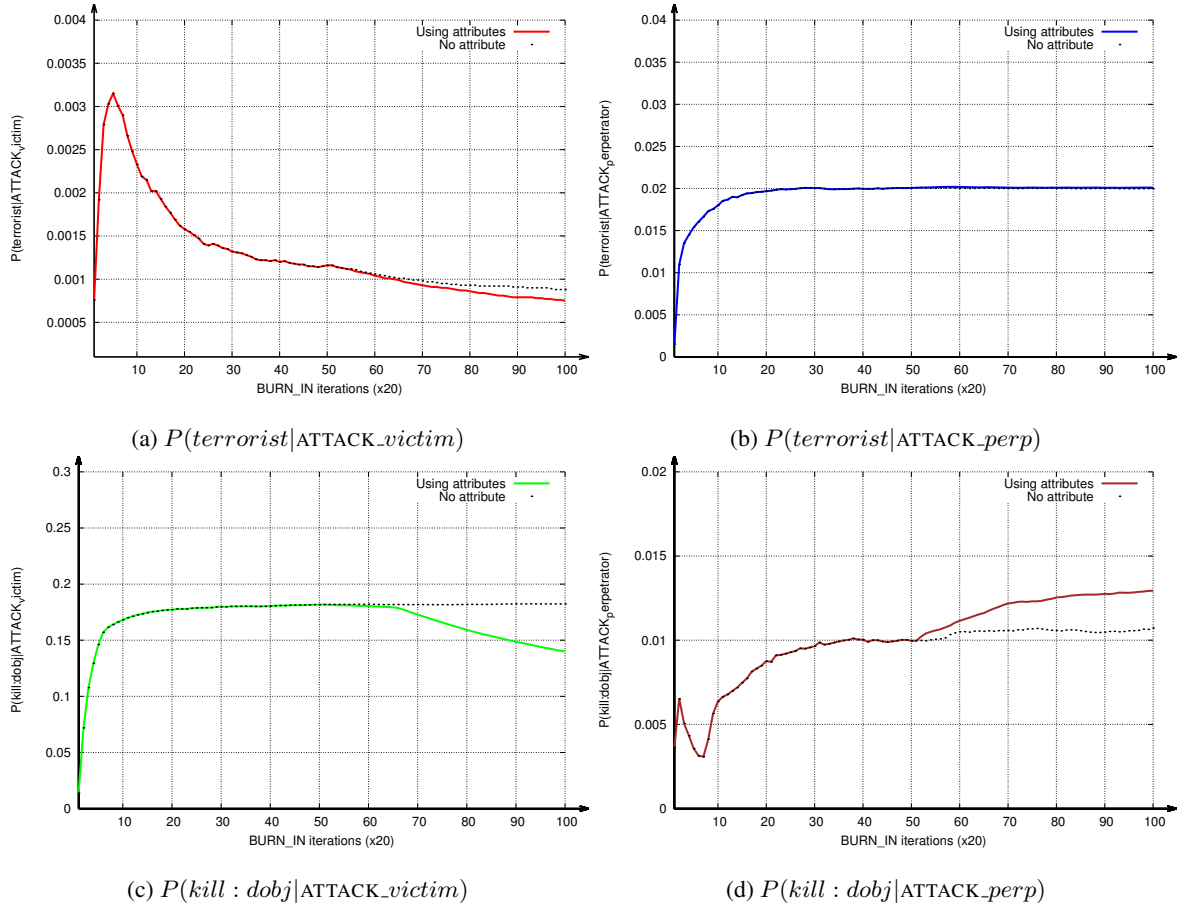 0.004
0.0035
0.003
0.0025
0.002
0.0015
0.001
0.0005
P(terrorist|ATTACK_victim)
Using attributes
No attribute
10 20 30 40 50 60 70 80 90 100
BURN_IN iterations (x20)
(a) P(terrorist|ATTACK_victim)
0.04
0.035
0.03
0.025
0.02
0.015
0.01
0.005
0
P(terrorist|ATTACK_perpetrator)
Using attributes
No attribute
10 20 30 40 50 60 70 80 90 100
BURN_IN iterations (x20)
(b) P(terrorist|ATTACK_perp)
0.3
0.25
0.2
0.15
0.1
0.05
0
P(kill:dobj|ATTACK_victim)
Using attributes
No attribute
10 20 30 40 50 60 70 80 90 100
BURN_IN iterations (x20)
(c) P(kill : dobj|ATTACK_victim)
0.02
0.015
0.010
0.005
0
P(kill:dobj|ATTACK_perpetrator)
Using attributes
No attribute
10 20 30 40 50 60 70 80 90 100
BURN_IN iterations (x20)
(d) P(kill : dobj|ATTACK_perp)